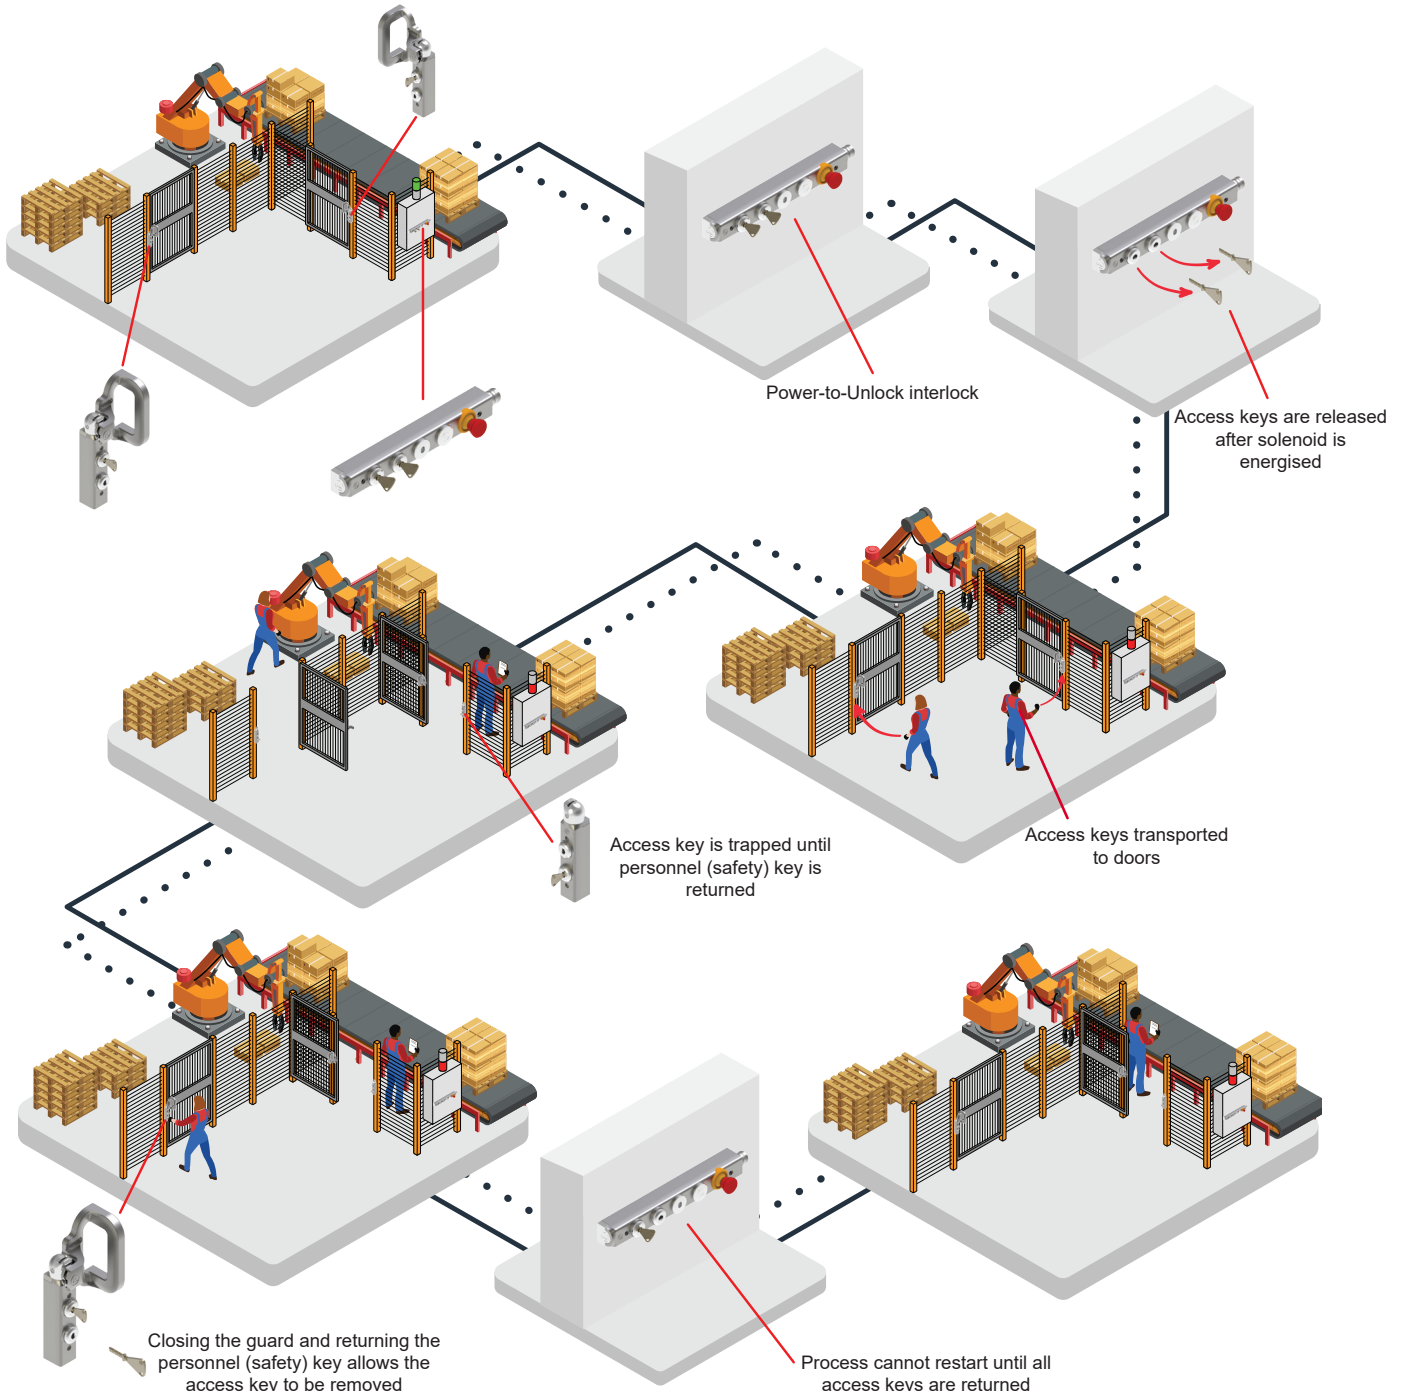 Power-to-Unlock interlock
Access keys are released
after solenoid is
energised
Access keys transported
to doors
Access key is trapped until
personnel (safety) key is
returned
Closing the guard and returning the
personnel (safety) key allows the
access key to be removed
Process cannot restart until all
access keys are returned